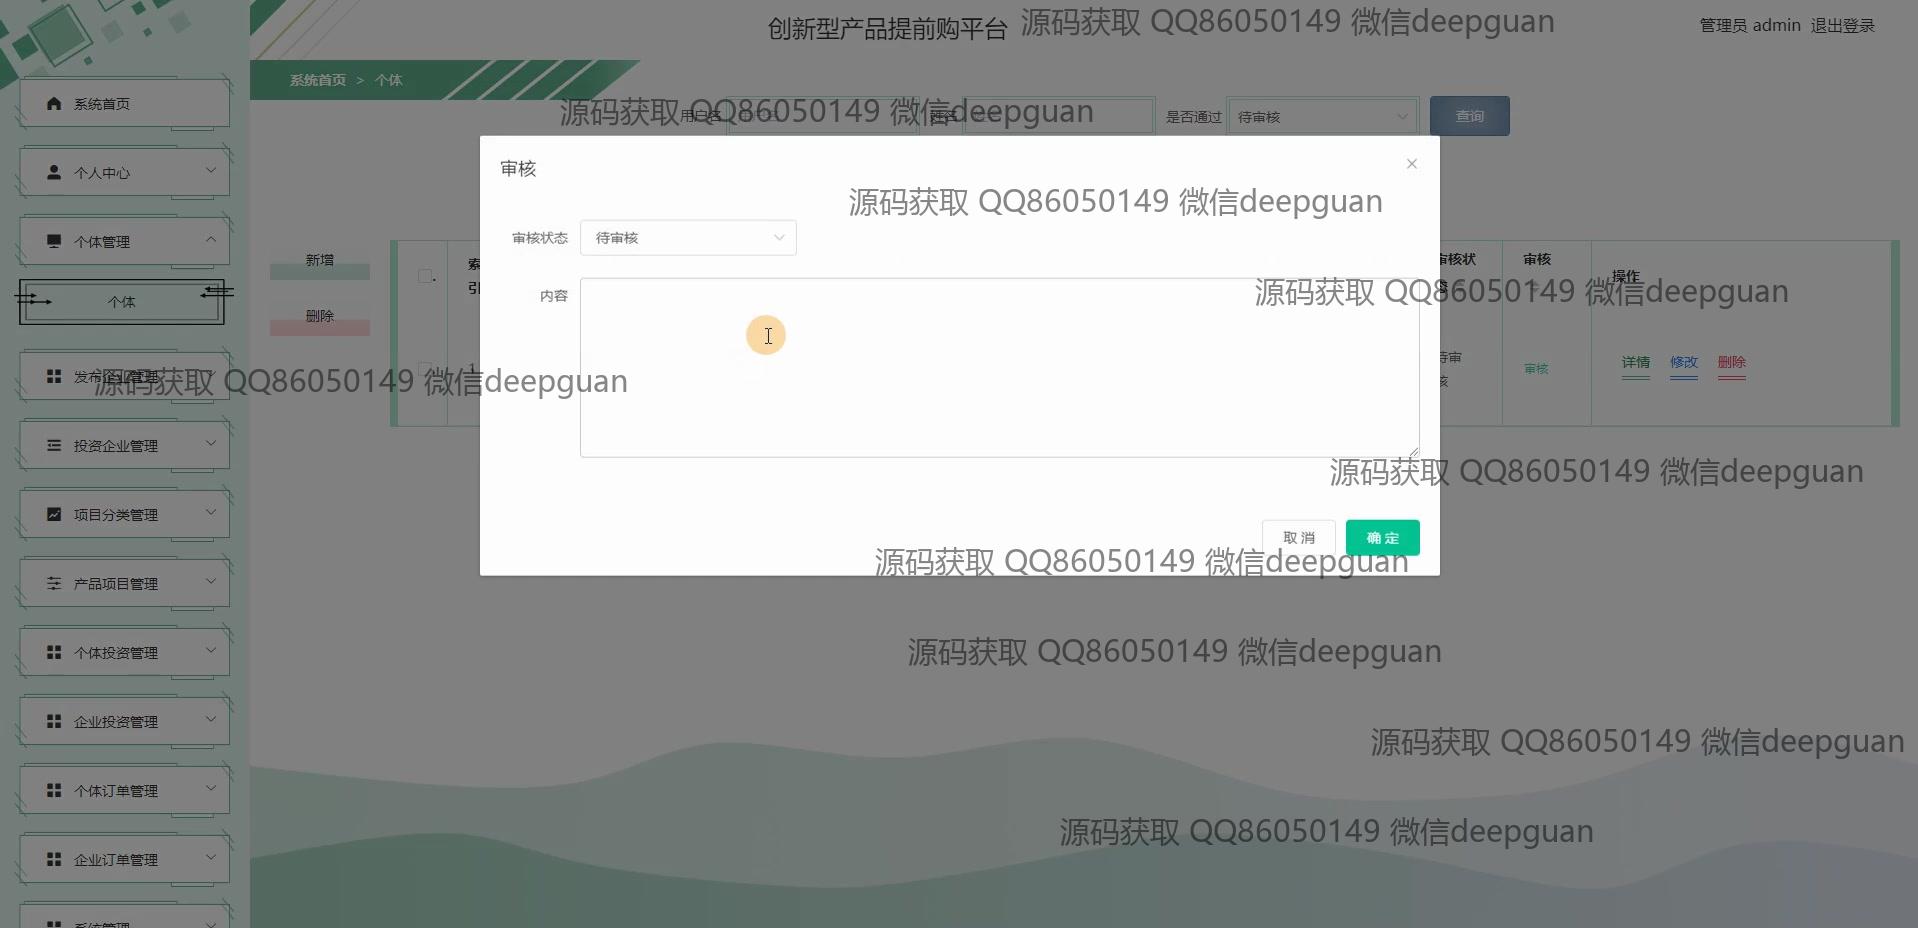 创新型产品提前购平台
源码获取 QQ86050149 微信deepguan
管理员 admin 退出登录
系统首页 > 个体
源码获取 QQ86050149 微信deepguan
用户名
是否通过 待审核 查询
系统首页
个人中心
个体管理
个体
发布企业管理
投资企业管理
项目分类管理
产品项目管理
个体投资管理
企业投资管理
个体订单管理
企业订单管理
系统管理
新增
删除
索引
1
审核
源码获取 QQ86050149 微信deepguan
审核状态 待审核
内容
取消 确定
审核
操作
源码获取 QQ86050149 微信deepguan
审核 详情 修改 删除
源码获取 QQ86050149 微信deepguan
源码获取 QQ86050149 微信deepguan
源码获取 QQ86050149 微信deepguan
源码获取 QQ86050149 微信deepguan
源码获取 QQ86050149 微信deepguan
源码获取 QQ86050149 微信deepguan